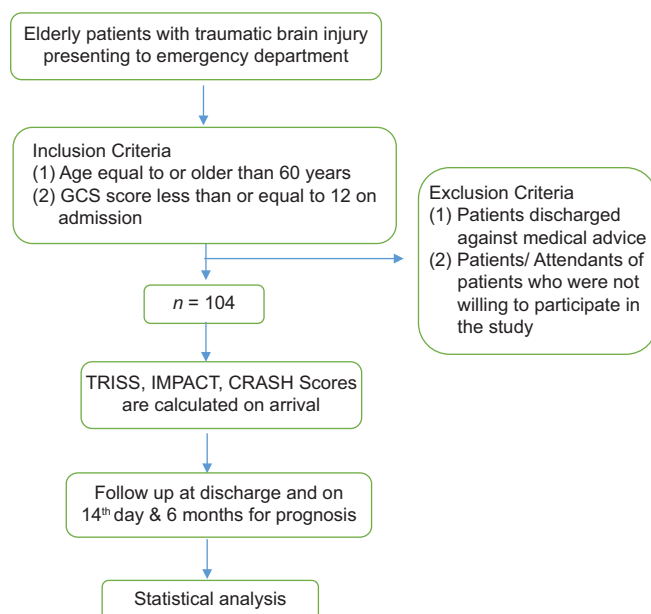 Elderly patients with traumatic brain injury
presenting to emergency department
Inclusion Criteria
(1) Age equal to or older than 60 years
(2) GCS score less than or equal to 12 on
admission
Exclusion Criteria
(1) Patients discharged
against medical advice
(2) Patients/ Attendants of
patients who were not
willing to participate in
the study
n = 104
TRISS, IMPACT, CRASH Scores
are calculated on arrival
Follow up at discharge and on
14th day & 6 months for prognosis
Statistical analysis